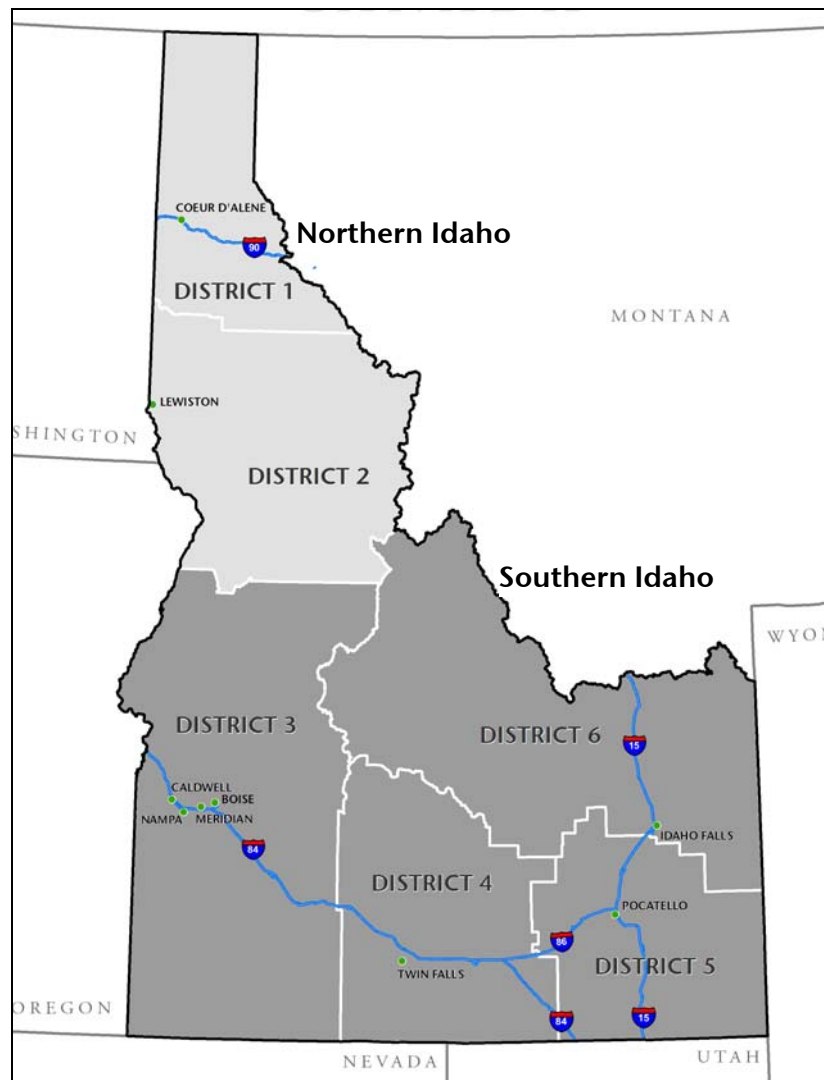 COEUR D'ALENE
Northern Idaho
90
DISTRICT 1
MONTANA
LEWISTON
SHINGTON
DISTRICT 2
Southern Idaho
WYON
DISTRICT 3
DISTRICT 6
15
CALDWELL
BOISE
NAMPA
MERIDIAN
IDAHO FALLS
84
DISTRICT 4
POCATELLO
86
TWIN FALLS
DISTRICT 5
OREGON
84
15
NEVADA
UTAH